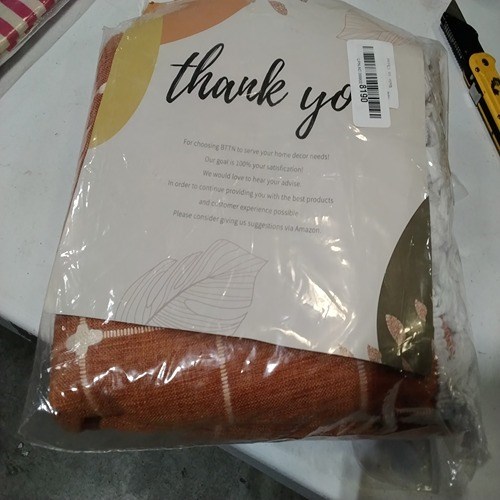 thank yo
8190
For choosing BTTN to serve your home decor needs!
Our goal is 100% your satisfication!
We would love to hear your advise.
In order to continue providing you with the best products
and customer experience possible
Please consider giving us suggestions via Amazon.